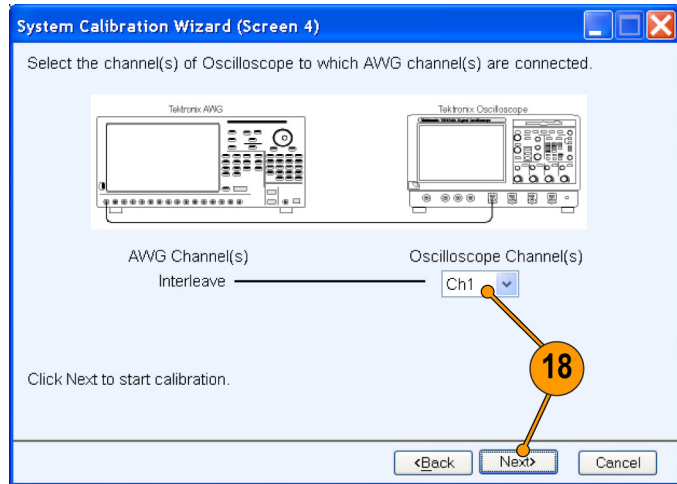 System Calibration Wizard (Screen 4)
Select the channel(s) of Oscilloscope to which AWG channel(s) are connected.
Tektronix AWG
Tektronix Oscilloscope
AWG Channel(s)
Oscilloscope Channel(s)
Interleave
Ch1
18
Click Next to start calibration.
<Back
Next>
Cancel